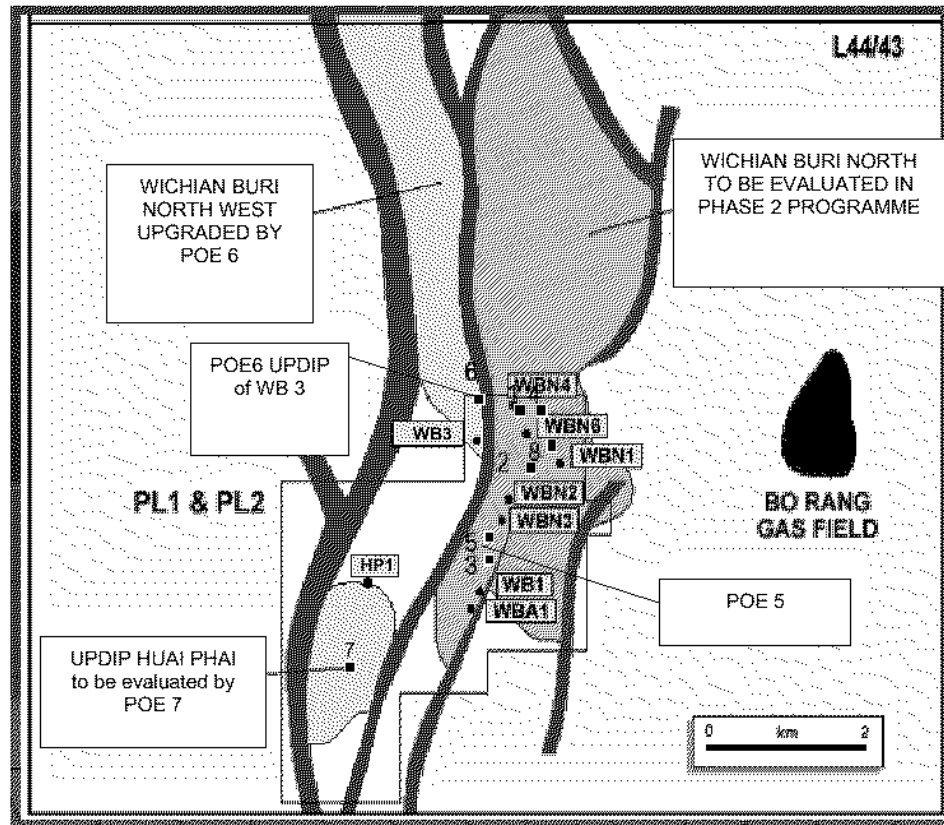 L44/43
WICHIAN BURI
NORTH WEST
UPGRADED BY
POE 6
WICHIAN BURI NORTH
TO BE EVALUATED IN
PHASE 2 PROGRAMME
POE6 UPDIP
of WB 3
6
WBN4
WB3
WBN6
2
8
WBN1
PL1 & PL2
WBN2
BO RANG
GAS FIELD
WBN3
5
3
HP1
WB1
POE 5
WBA1
7
UPDIP HUAI PHAI
to be evaluated by
POE 7
0 km 2